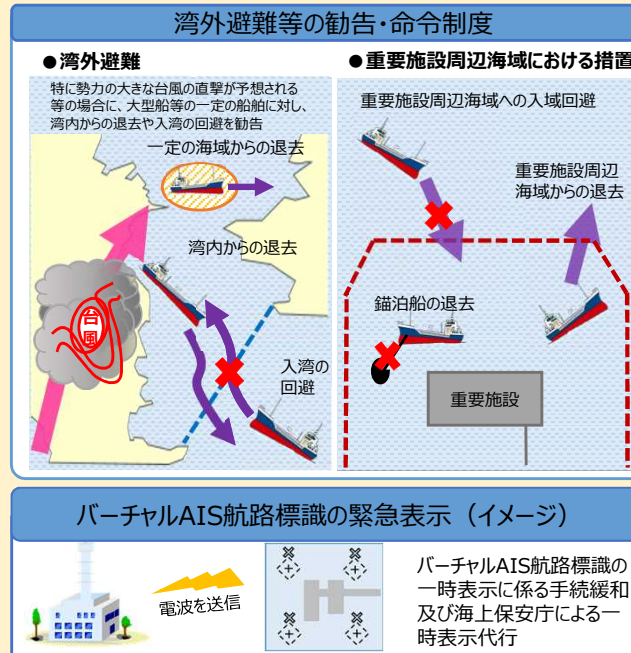 湾外避難等の勧告・命令制度
●湾外避難
特に勢力の大きな台風の直撃が予想される
等の場合に、大型船等の一定の船舶に対し、
湾内からの退去や入湾の回避を勧告
一定の海域からの退去
湾内からの退去
台
風
入湾の
回避
●重要施設周辺海域における措置
重要施設周辺海域への入域回避
重要施設周辺
海域からの退去
錨泊船の退去
重要施設
バーチャルAIS航路標識の緊急表示（イメージ）
電波を送信
バーチャルAIS航路標識の
一時表示に係る手続緩和
及び海上保安庁による一
時表示代行